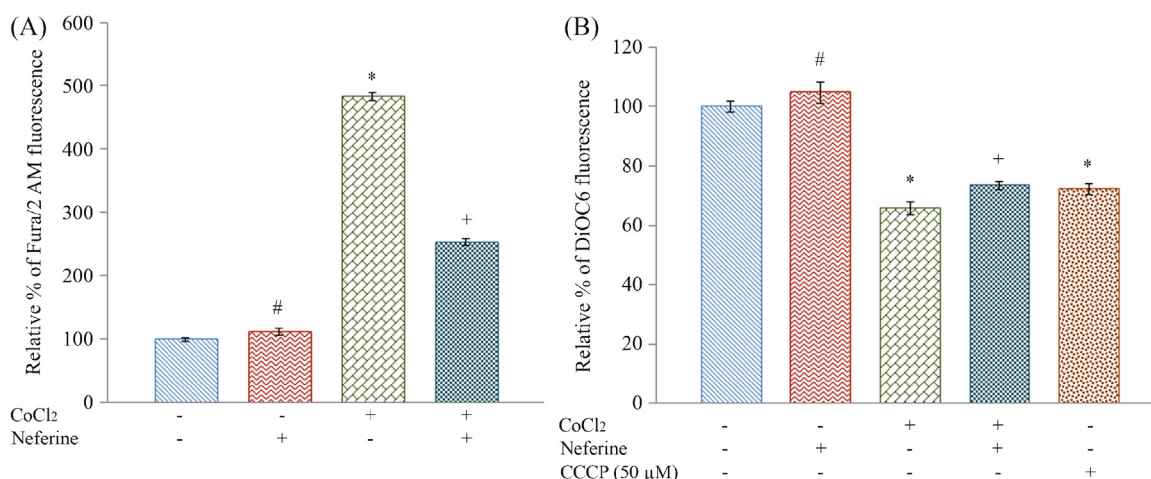 (A)
Relative % of Fura/2 AM fluorescence
600
500
400
300
200
100
0
#
*
+
CoCl2 - - + +
Neferine - + - +
(B)
Relative % of DiOC6 fluorescence
120
100
80
60
40
20
0
#
*
+
*
CoCl2 - - + + -
Neferine - + - + -
CCCP (50 µM) - - - - +